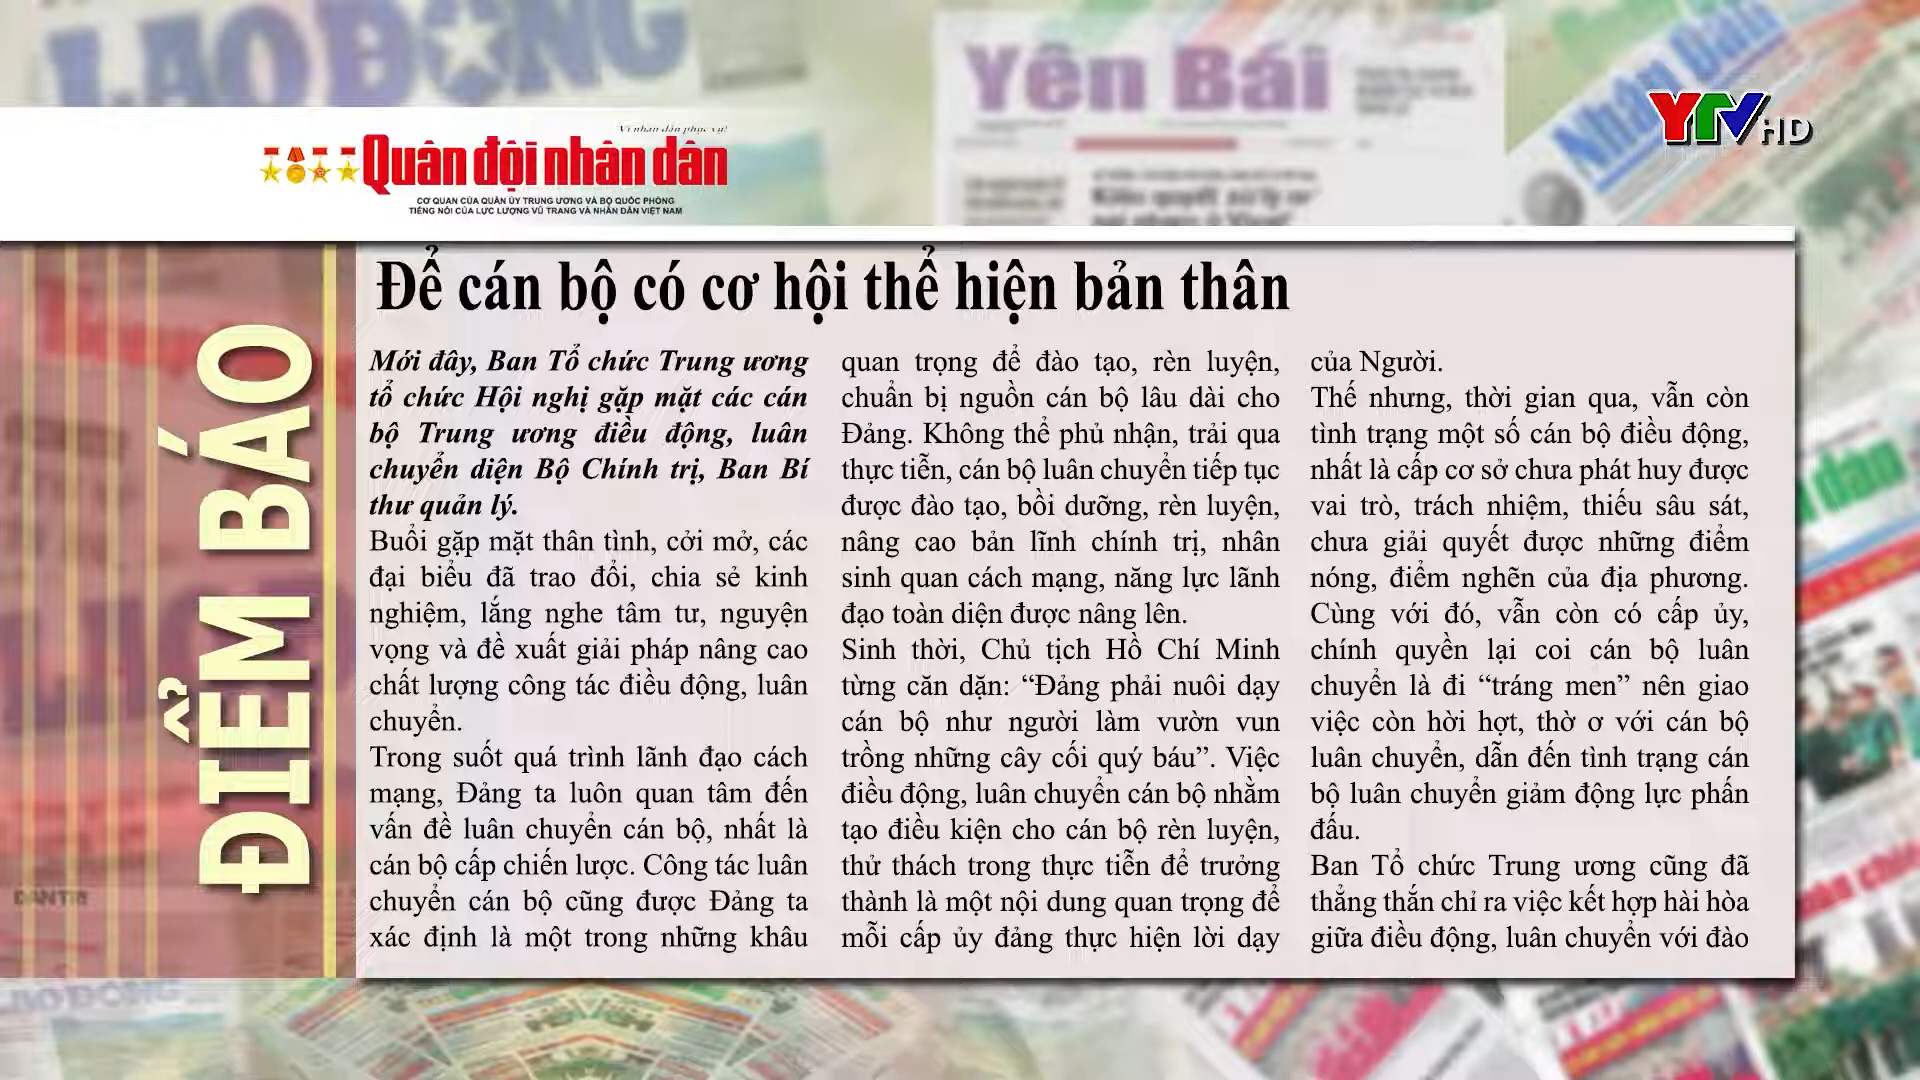 LAO ĐỘNG
Yên Bái
Nhân Dân
YTV HD
Vì nhân dân phục vụ!
Quân đội nhân dân
CƠ QUAN CỦA QUÂN ỦY TRUNG ƯƠNG VÀ BỘ QUỐC PHÒNG
TIẾNG NÓI CỦA LỰC LƯỢNG VŨ TRANG VÀ NHÂN DÂN VIỆT NAM
ĐIỂM BÁO
Để cán bộ có cơ hội thể hiện bản thân
Mới đây, Ban Tổ chức Trung ương
tổ chức Hội nghị gặp mặt các cán
bộ Trung ương điều động, luân
chuyển diện Bộ Chính trị, Ban Bí
thư quản lý.
Buổi gặp mặt thân tình, cởi mở, các
đại biểu đã trao đổi, chia sẻ kinh
nghiệm, lắng nghe tâm tư, nguyện
vọng và đề xuất giải pháp nâng cao
chất lượng công tác điều động, luân
chuyển.
Trong suốt quá trình lãnh đạo cách
mạng, Đảng ta luôn quan tâm đến
vấn đề luân chuyển cán bộ, nhất là
cán bộ cấp chiến lược. Công tác luân
chuyển cán bộ cũng được Đảng ta
xác định là một trong những khâu
quan trọng để đào tạo, rèn luyện,
chuẩn bị nguồn cán bộ lâu dài cho
Đảng. Không thể phủ nhận, trải qua
thực tiễn, cán bộ luân chuyển tiếp tục
được đào tạo, bồi dưỡng, rèn luyện,
nâng cao bản lĩnh chính trị, nhân
sinh quan cách mạng, năng lực lãnh
đạo toàn diện được nâng lên.
Sinh thời, Chủ tịch Hồ Chí Minh
từng căn dặn: “Đảng phải nuôi dạy
cán bộ như người làm vườn vun
trồng những cây cối quý báu”. Việc
điều động, luân chuyển cán bộ nhằm
tạo điều kiện cho cán bộ rèn luyện,
thử thách trong thực tiễn để trưởng
thành là một nội dung quan trọng để
mỗi cấp ủy đảng thực hiện lời dạy
của Người.
Thế nhưng, thời gian qua, vẫn còn
tình trạng một số cán bộ điều động,
nhất là cấp cơ sở chưa phát huy được
vai trò, trách nhiệm, thiếu sâu sát,
chưa giải quyết được những điểm
nóng, điểm nghẽn của địa phương.
Cùng với đó, vẫn còn có cấp ủy,
chính quyền lại coi cán bộ luân
chuyển là đi “tráng men” nên giao
việc còn hời hợt, thờ ơ với cán bộ
luân chuyển, dẫn đến tình trạng cán
bộ luân chuyển giảm động lực phấn
đấu.
Ban Tổ chức Trung ương cũng đã
thẳng thắn chỉ ra việc kết hợp hài hòa
giữa điều động, luân chuyển với đào